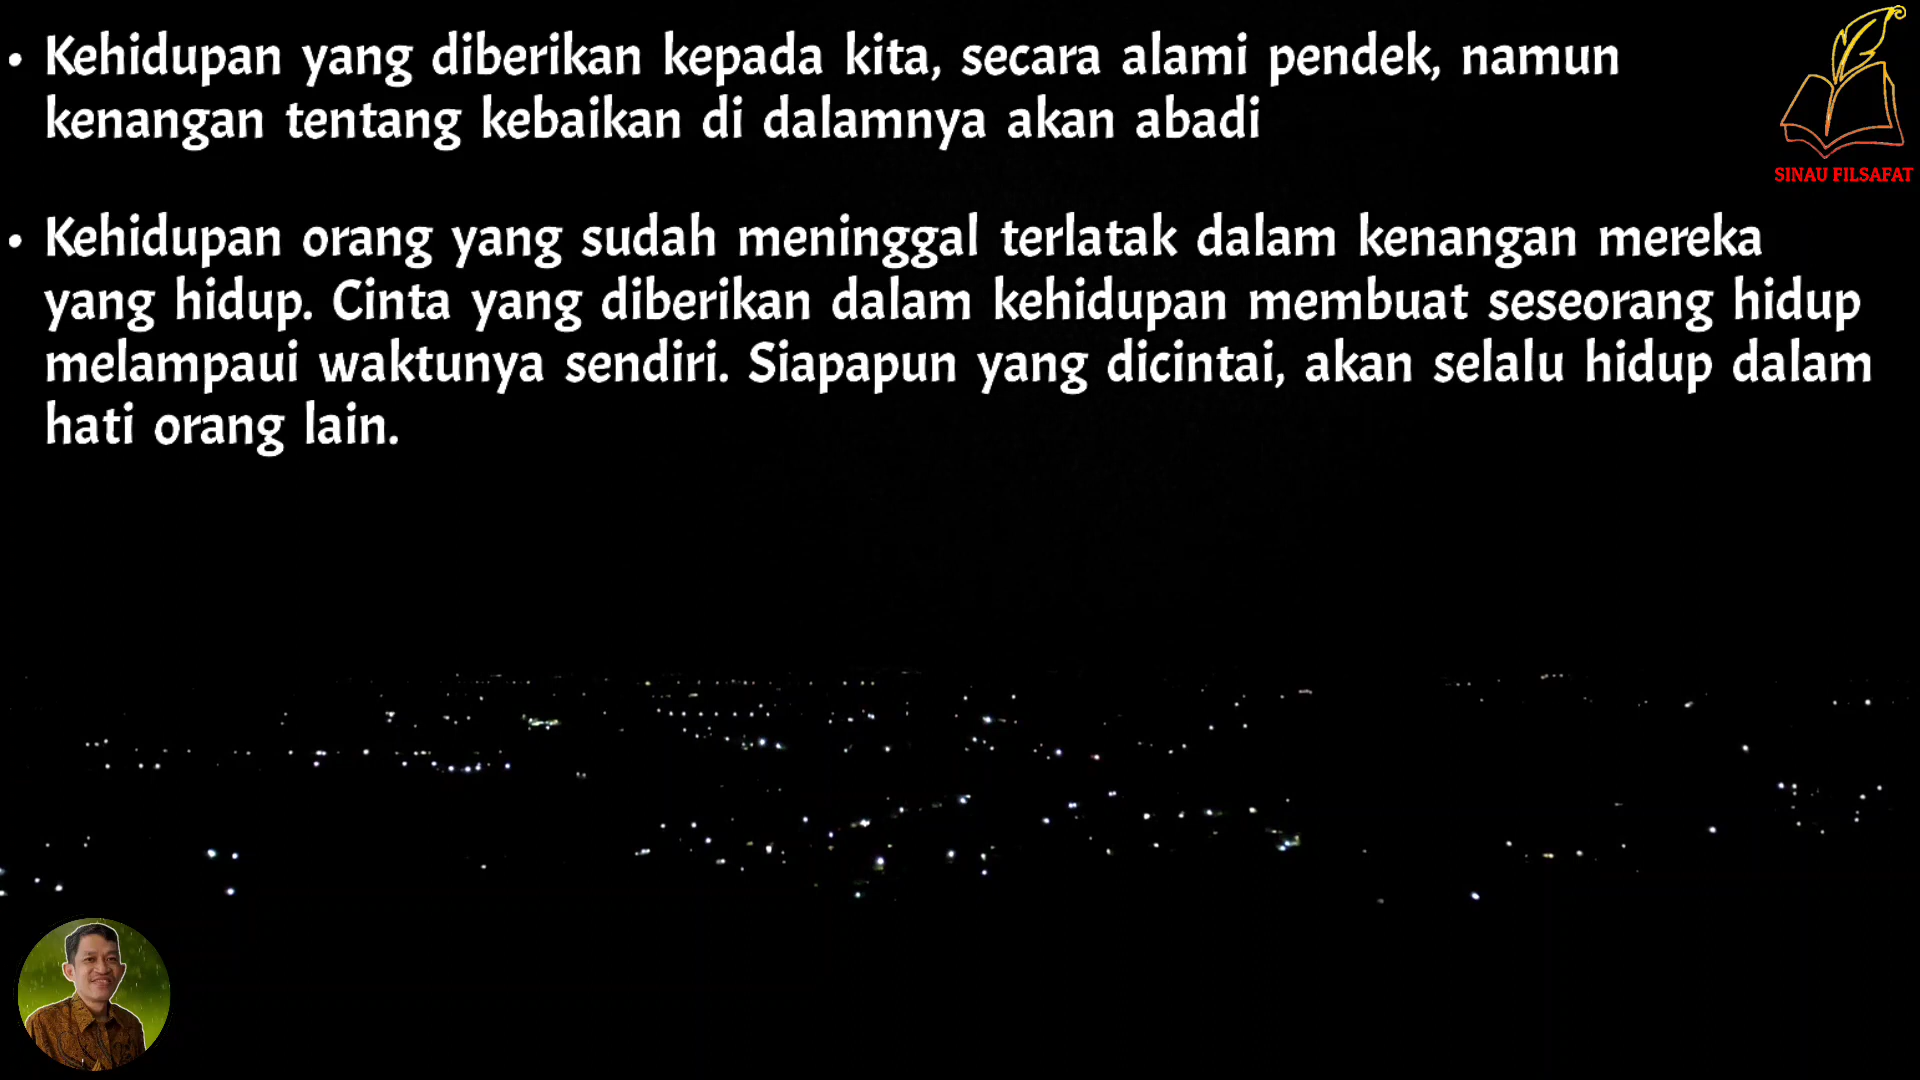 • Kehidupan yang diberikan kepada kita, secara alami pendek, namun
kenangan tentang kebaikan di dalamnya akan abadi
• Kehidupan orang yang sudah meninggal terlatak dalam kenangan mereka
yang hidup. Cinta yang diberikan dalam kehidupan membuat seseorang hidup
melampaui waktunya sendiri. Siapapun yang dicintai, akan selalu hidup dalam
hati orang lain.
SINAU FILSAFAT